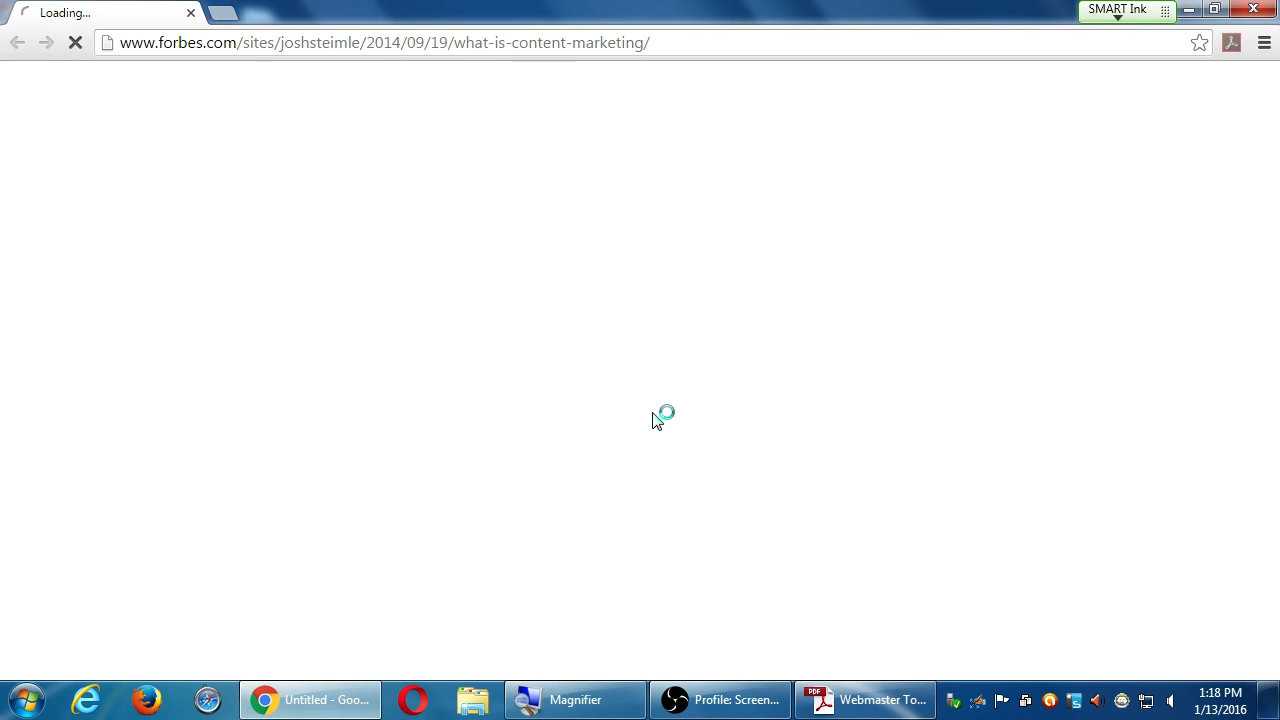 Loading...
SMART Ink
www.forbes.com/sites/joshsteimle/2014/09/19/what-is-content-marketing/
Untitled - Goo...
Magnifier
Profile: Screen...
PDF
Webmaster To...
1:18 PM
1/13/2016